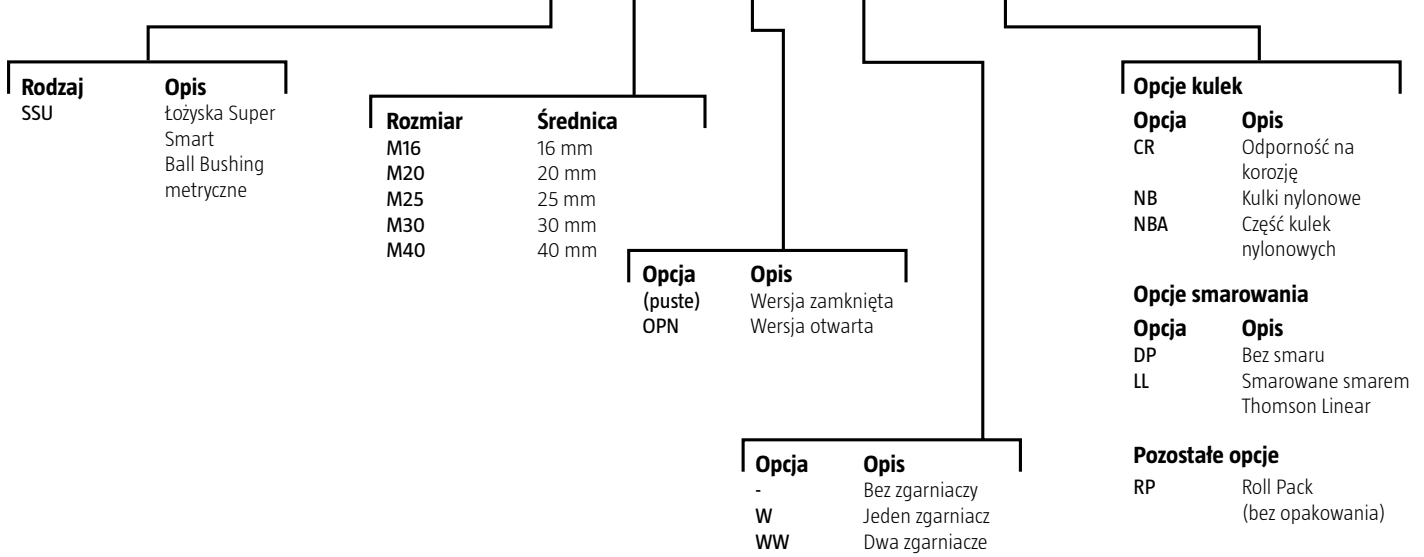 Rodzaj Opis
SSU Łożyska Super
Smart
Ball Bushing
metryczne
Rozmiar Średnica
M16 16 mm
M20 20 mm
M25 25 mm
M30 30 mm
M40 40 mm
Opcja Opis
(puste) Wersja zamknięta
OPN Wersja otwarta
Opcja Opis
- Bez zgarniaczy
W Jeden zgarniacz
WW Dwa zgarniacze
Opcje kulek
Opcja Opis
CR Odporność na
korozję
NB Kulki nylonowe
NBA Część kulek
nylonowych
Opcje smarowania
Opcja Opis
DP Bez smaru
LL Smarowane smarem
Thomson Linear
Pozostałe opcje
RP Roll Pack
(bez opakowania)